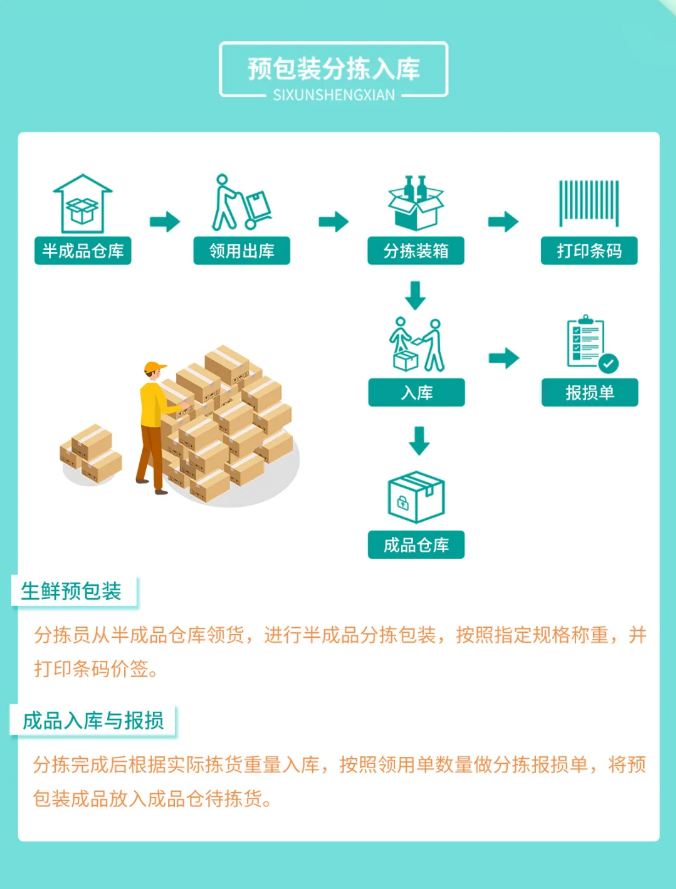 预包装分拣入库
SIXUNSHENGXIAN
半成品仓库
领用出库
分拣装箱
打印条码
入库
报损单
成品仓库
生鲜预包装
分拣员从半成品仓库领货，进行半成品分拣包装，按照指定规格称重，并
打印条码价签。
成品入库与报损
分拣完成后根据实际拣货重量入库，按照领用单数量做分拣报损单，将预
包装成品放入成品仓待拣货。